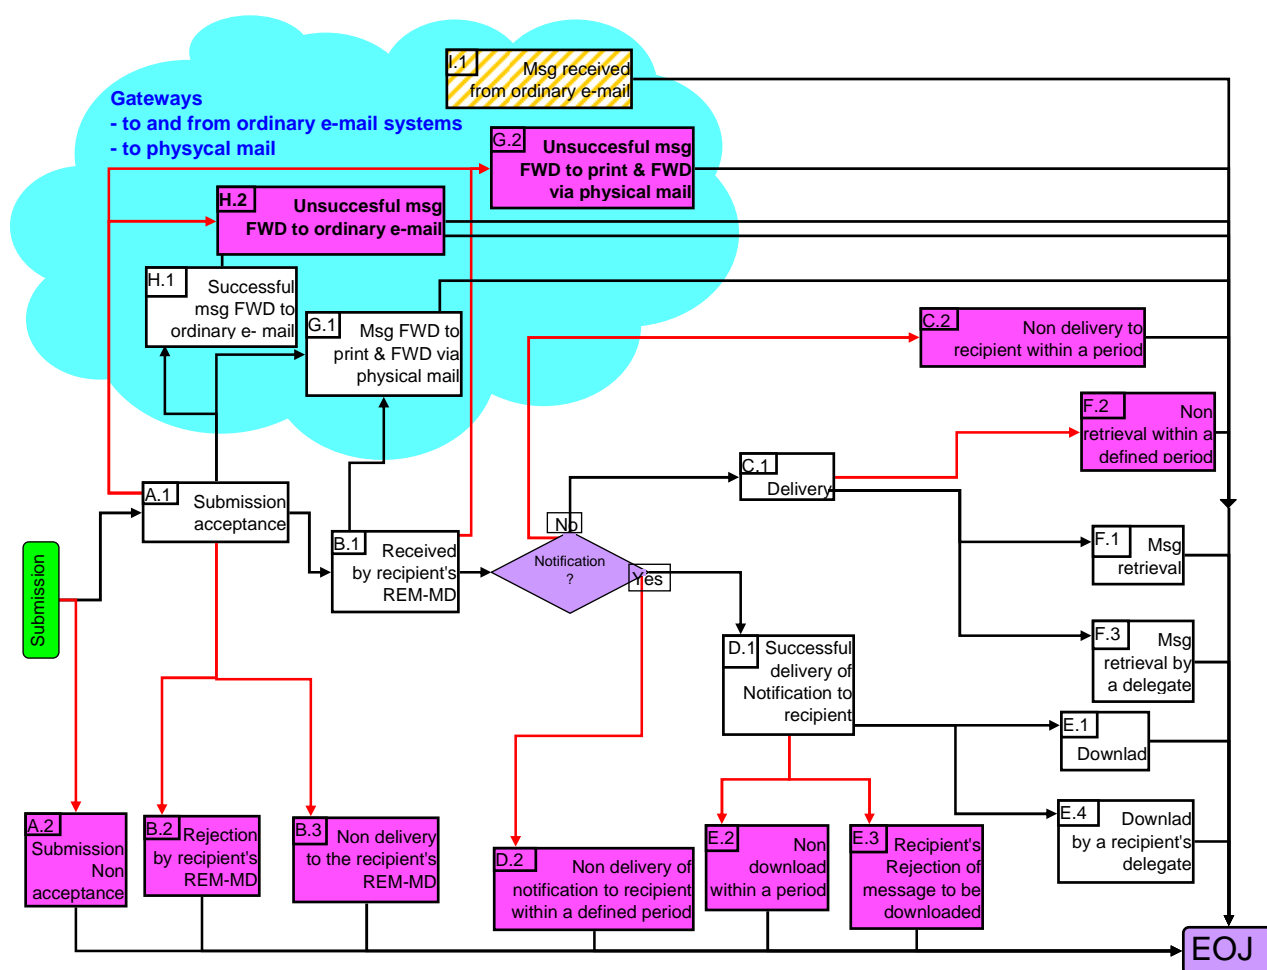 I.1 Msg received
from ordinary e-mail
Gateways
- to and from ordinary e-mail systems
- to physycal mail
G.2 Unsuccesful msg
FWD to print & FWD
via physical mail
H.2 Unsuccesful msg
FWD to ordinary e-mail
H.1 Successful
msg FWD to
ordinary e- mail
G.1 Msg FWD to
print & FWD via
physical mail
C.2 Non delivery to
recipient within a period
F.2 Non
retrieval within a
defined period
C.1
Delivery
A.1 Submission
acceptance
No
B.1 Received
by recipient's
REM-MD
Notification
?
Yes
F.1 Msg
retrieval
Submission
F.3 Msg
retrieval by
a delegate
D.1 Successful
delivery of
Notification to
recipient
E.1
Downlad
E.4 Downlad
by a recipient's
delegate
A.2
Submission
Non
acceptance
B.2 Rejection
by recipient's
REM-MD
B.3 Non delivery
to the recipient's
REM-MD
D.2 Non delivery of
notification to recipient
within a defined period
E.2 Non
download
within a period
E.3 Recipient's
Rejection of
message to be
downloaded
EOJ